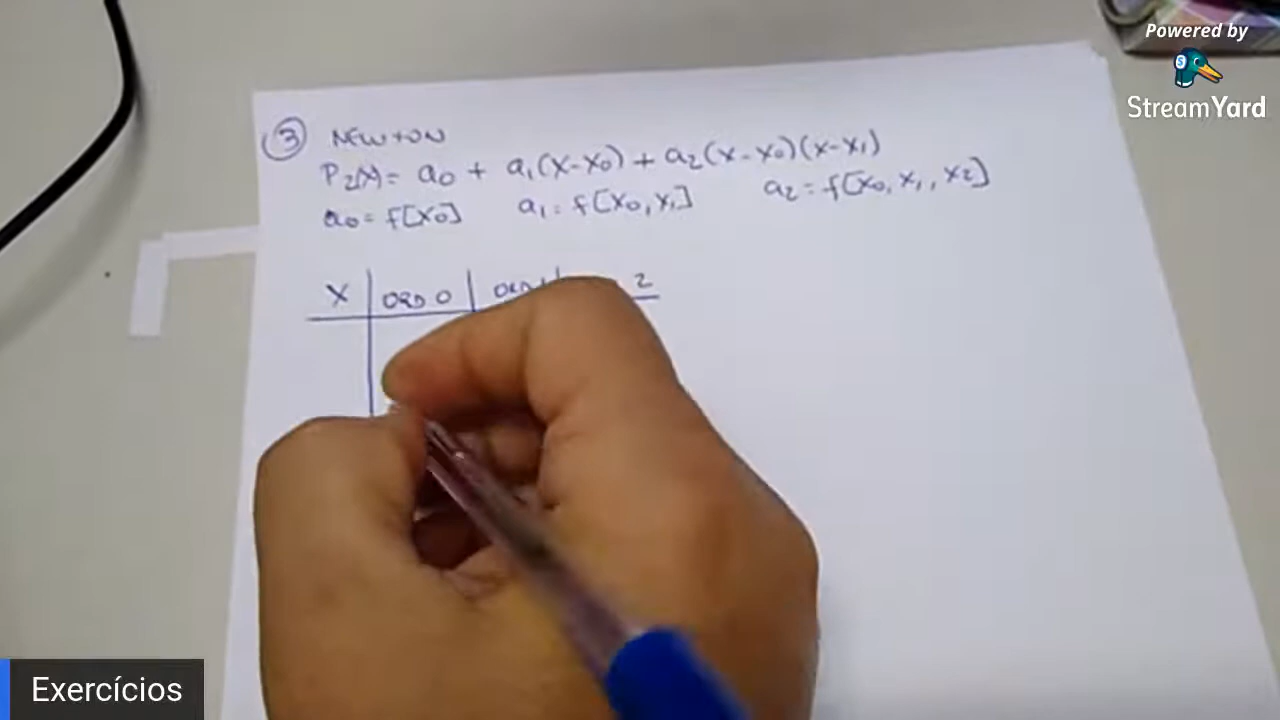 Powered by
StreamYard
③ NEWTON
P₂(x) = a₀ + a₁(x-x₀) + a₂(x-x₀)(x-x₁)
a₀ = f[x₀] a₁ = f[x₀, x₁] a₂ = f[x₀, x₁, x₂]
X ORD 0 2
Exercícios